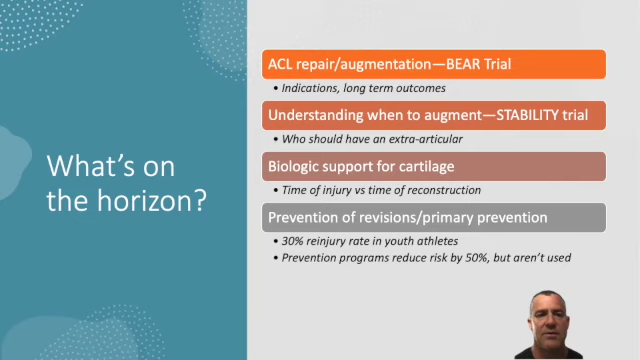 What's on
the horizon?
ACL repair/augmentation—BEAR Trial
• Indications, long term outcomes
Understanding when to augment—STABILITY trial
• Who should have an extra-articular
Biologic support for cartilage
• Time of injury vs time of reconstruction
Prevention of revisions/primary prevention
• 30% reinjury rate in youth athletes
• Prevention programs reduce risk by 50%, but aren't used